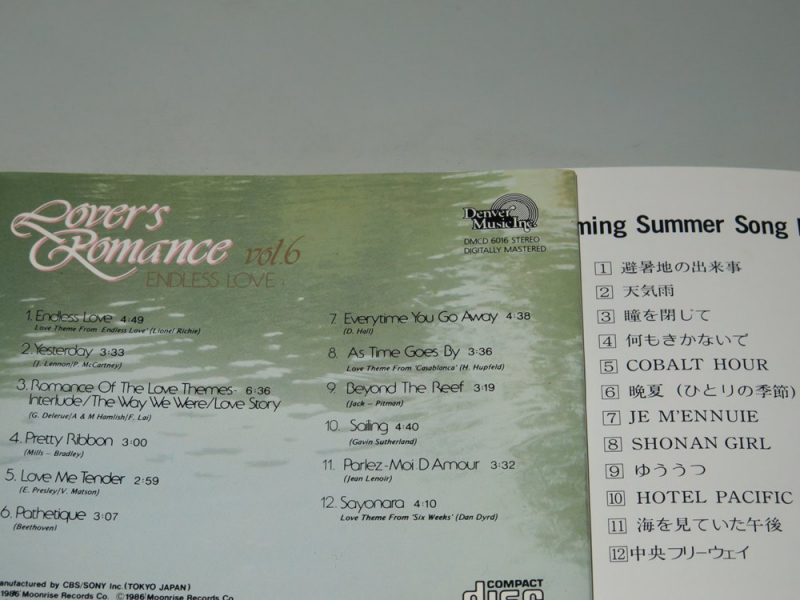 Lover's
Romance vol.6
ENDLESS LOVE
Denver
Music Inc.
DMCD 6016 STEREO
DIGITALLY MASTERED
1. Endless Love 4:49
Love Theme From 'Endless Love' (Lionel Richie)
2. Yesterday 3:33
(J. Lennon/P. McCartney)
3. Romance Of The Love Themes- 6:36
Interlude/The Way We Were/Love Story
(G. Delerue/A & M Hamlish/F. Lai)
4. Pretty Ribbon 3:00
(Mills – Bradley)
5. Love Me Tender 2:59
(E. Presley/V. Matson)
6. Pathetique 3:07
(Beethoven)
7. Everytime You Go Away 4:38
(D. Hall)
8. As Time Goes By 3:36
Love Theme From 'Casablanca' (H. Hupfeld)
9. Beyond The Reef 3:19
(Jack – Pitman)
10. Sailing 4:40
(Gavin Sutherland)
11. Parlez-Moi D Amour 3:32
(Jean Lenoir)
12. Sayonara 4:10
Love Theme From 'Six Weeks' (Dan Dyrd)
anufactured by CBS/SONY Inc.(TOKYO JAPAN)
1986 Moonrise Records Co. ©1986 Moonrise Records Co.
COMPACT
disc
ming Summer Song
1 避暑地の出来事
2 天気雨
3 瞳を閉じて
4 何もきかないで
5 COBALT HOUR
6 晩夏（ひとりの季節）
7 JE M'ENNUIE
8 SHONAN GIRL
9 ゆううつ
10 HOTEL PACIFIC
11 海を見ていた午後
12 中央フリーウェイ